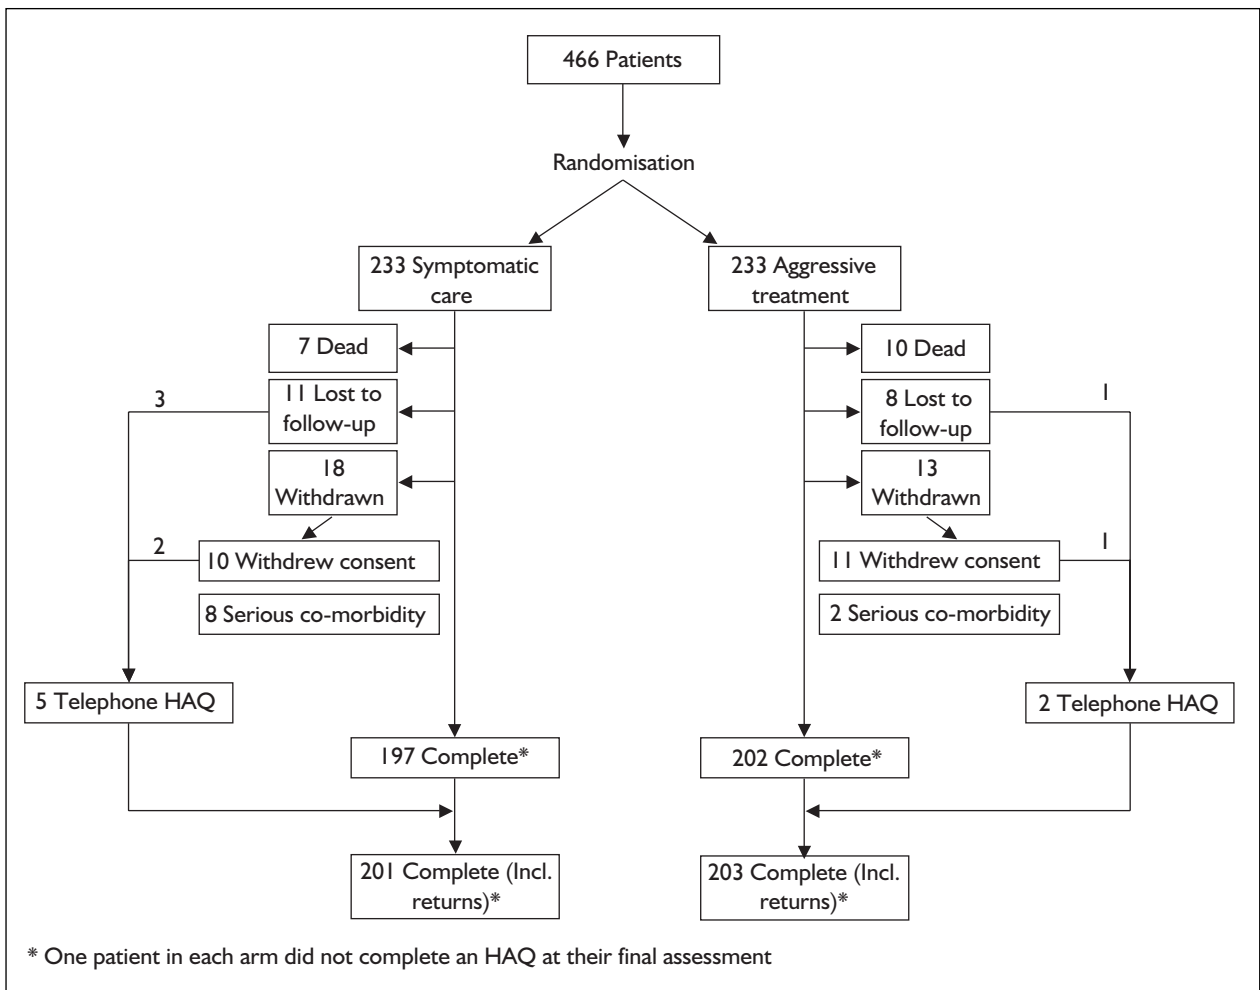 466 Patients
Randomisation
233 Symptomatic
care
233 Aggressive
treatment
7 Dead
10 Dead
3
11 Lost to
follow-up
8 Lost to
follow-up
1
18
Withdrawn
13
Withdrawn
2
10 Withdrew consent
11 Withdrew consent
1
8 Serious co-morbidity
2 Serious co-morbidity
5 Telephone HAQ
2 Telephone HAQ
197 Complete*
202 Complete*
201 Complete (Incl.
returns)*
203 Complete (Incl.
returns)*
* One patient in each arm did not complete an HAQ at their final assessment